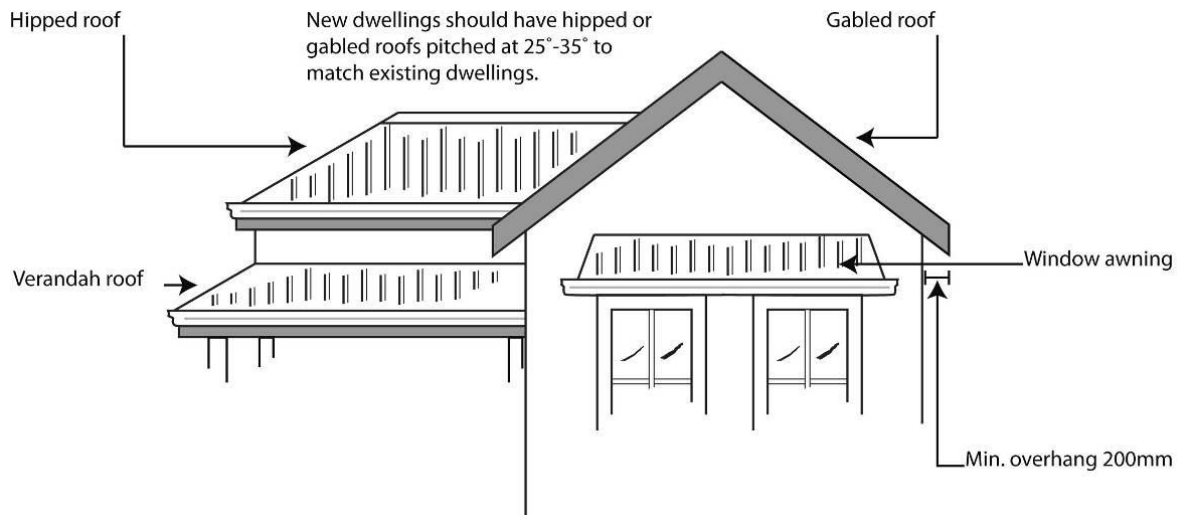 Hipped roof
New dwellings should have hipped or
gabled roofs pitched at 25˚-35˚ to
match existing dwellings.
Gabled roof
Verandah roof
Window awning
Min. overhang 200mm